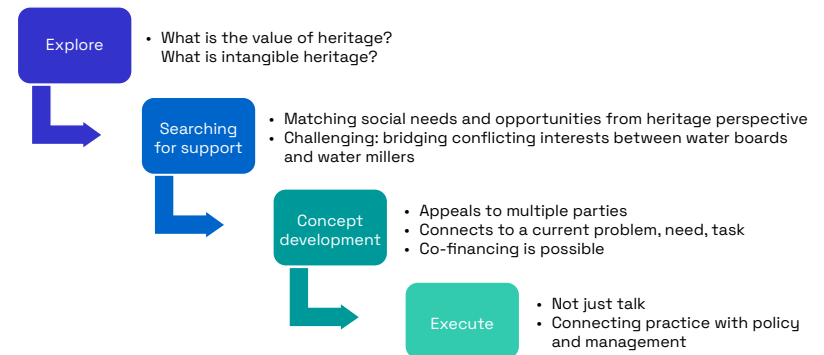 Explore
• What is the value of heritage?
What is intangible heritage?
Searching
for support
• Matching social needs and opportunities from heritage perspective
• Challenging: bridging conflicting interests between water boards
and water millers
Concept
development
• Appeals to multiple parties
• Connects to a current problem, need, task
• Co-financing is possible
Execute
• Not just talk
• Connecting practice with policy
and management